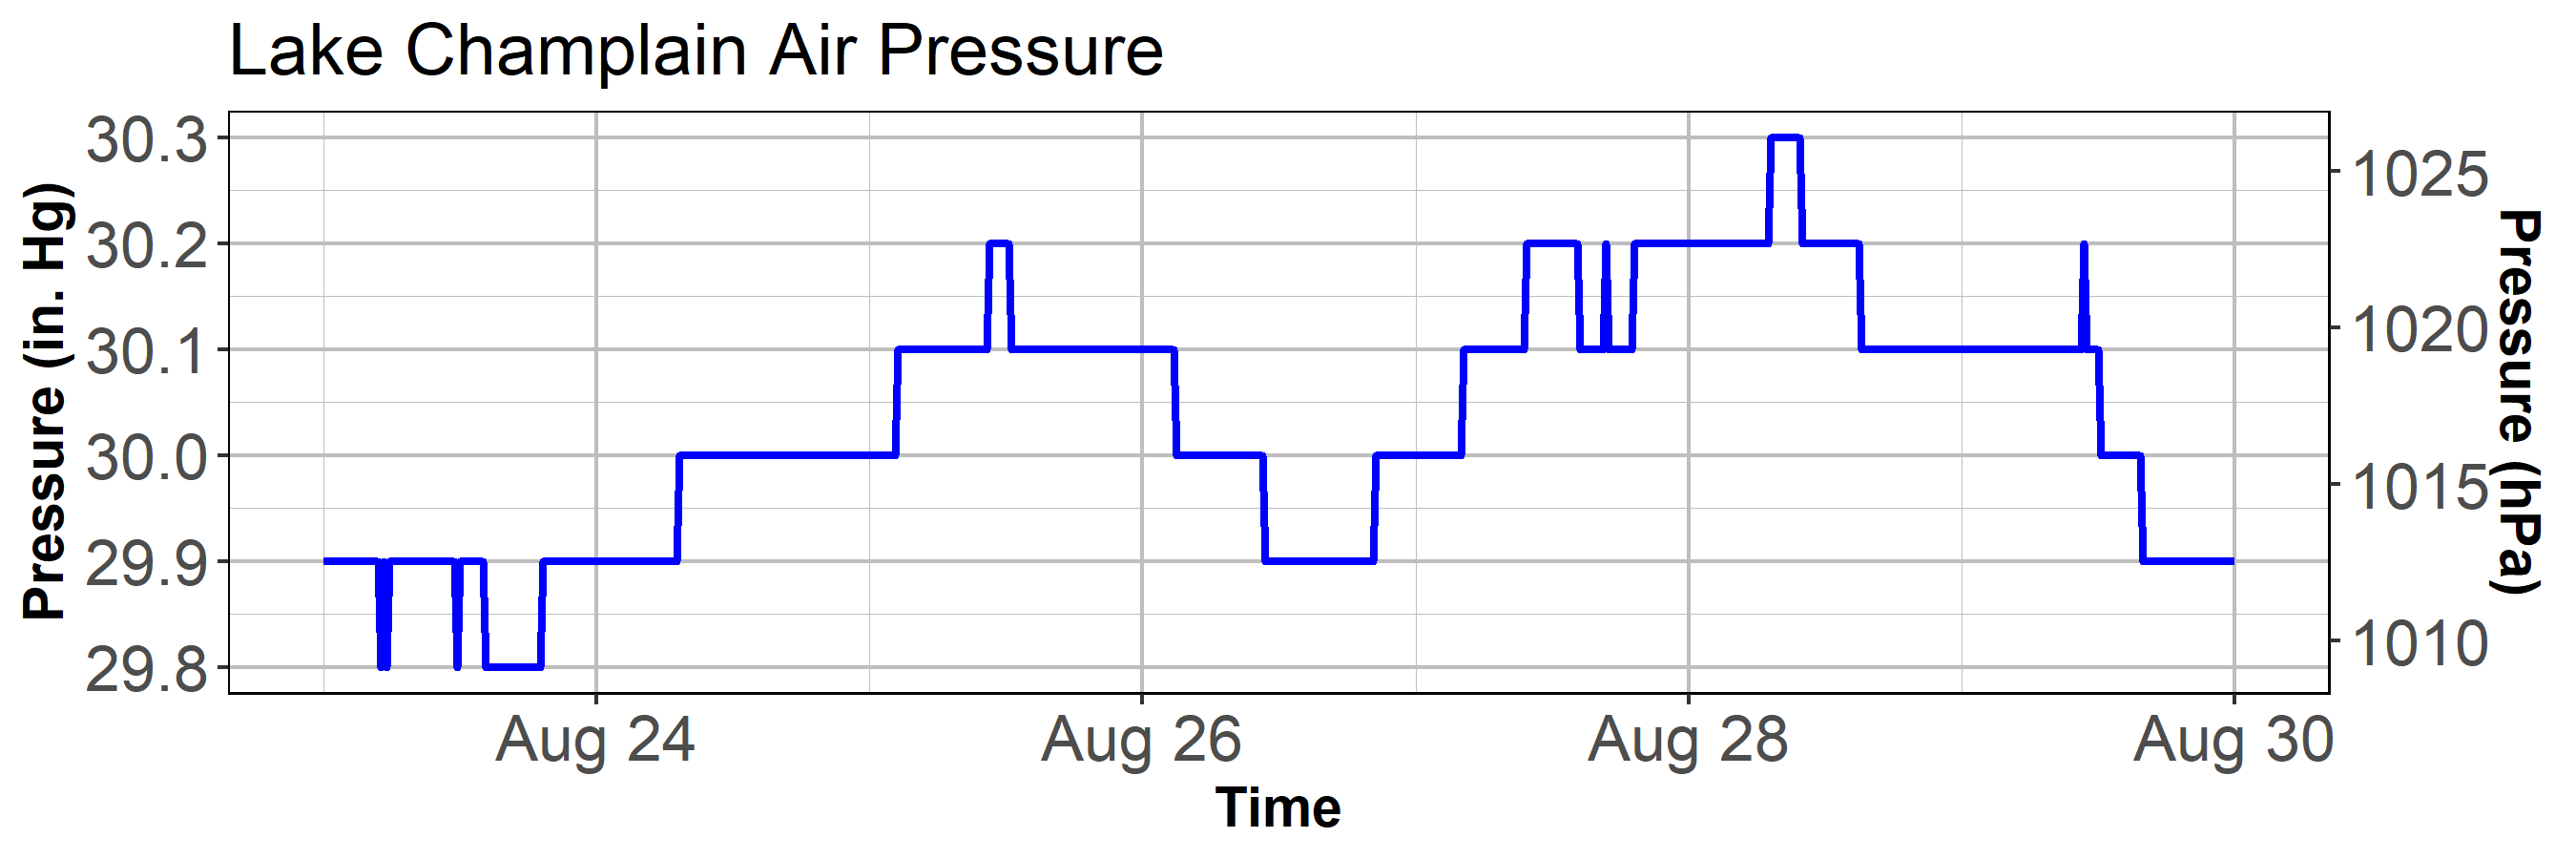 Lake Champlain Air Pressure
Pressure (in. Hg)
30.3
30.2
30.1
30.0
29.9
29.8
1025
1020
1015
1010
Pressure (hPa)
Aug 24
Aug 26
Aug 28
Aug 30
Time